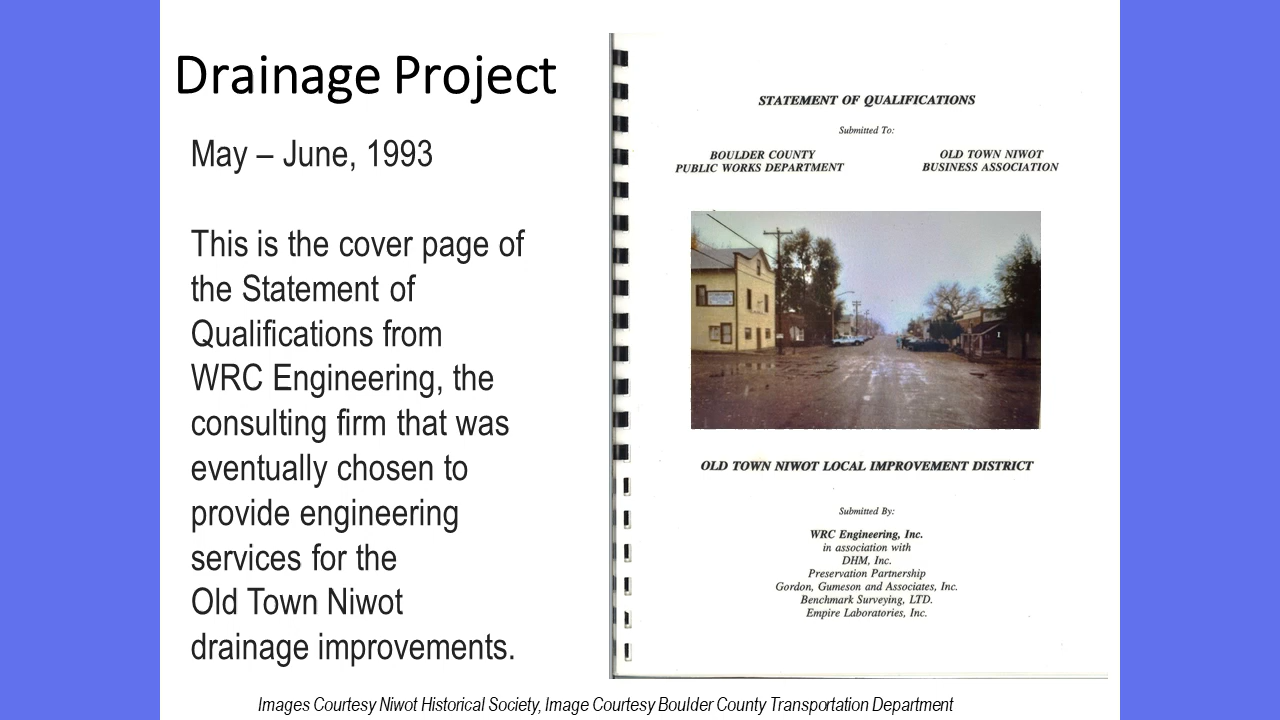 Drainage Project
May – June, 1993
This is the cover page of
the Statement of
Qualifications from
WRC Engineering, the
consulting firm that was
eventually chosen to
provide engineering
services for the
Old Town Niwot
drainage improvements.
STATEMENT OF QUALIFICATIONS
Submitted To:
BOULDER COUNTY
PUBLIC WORKS DEPARTMENT
OLD TOWN NIWOT
BUSINESS ASSOCIATION
OLD TOWN NIWOT LOCAL IMPROVEMENT DISTRICT
Submitted By:
WRC Engineering, Inc.
in association with
DHM, Inc.
Preservation Partnership
Gordon, Gumeson and Associates, Inc.
Benchmark Surveying, LTD.
Empire Laboratories, Inc.
Images Courtesy Niwot Historical Society, Image Courtesy Boulder County Transportation Department